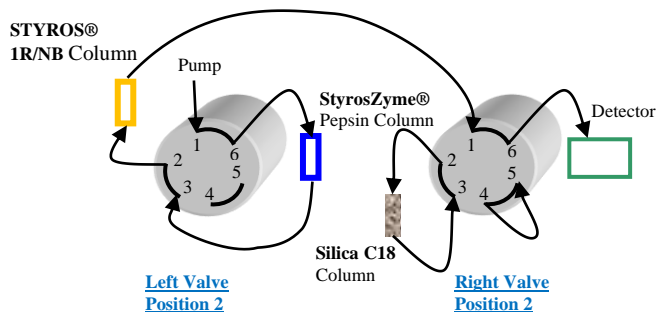 STYROS®
1R/NB Column
Pump
StyrosZyme®
Pepsin Column
Detector
1
6
2
5
3
4
1
6
2
5
3
4
Silica C18
Column
Left Valve
Position 2
Right Valve
Position 2